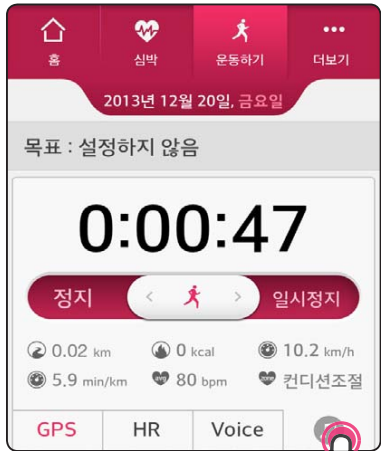 홈 심박 운동하기 더보기
2013년 12월 20일, 금요일
목표 : 설정하지 않음
0:00:47
정지 일시정지
0.02 km 0 kcal 10.2 km/h
5.9 min/km avg 80 bpm zone 컨디션조절
GPS HR Voice